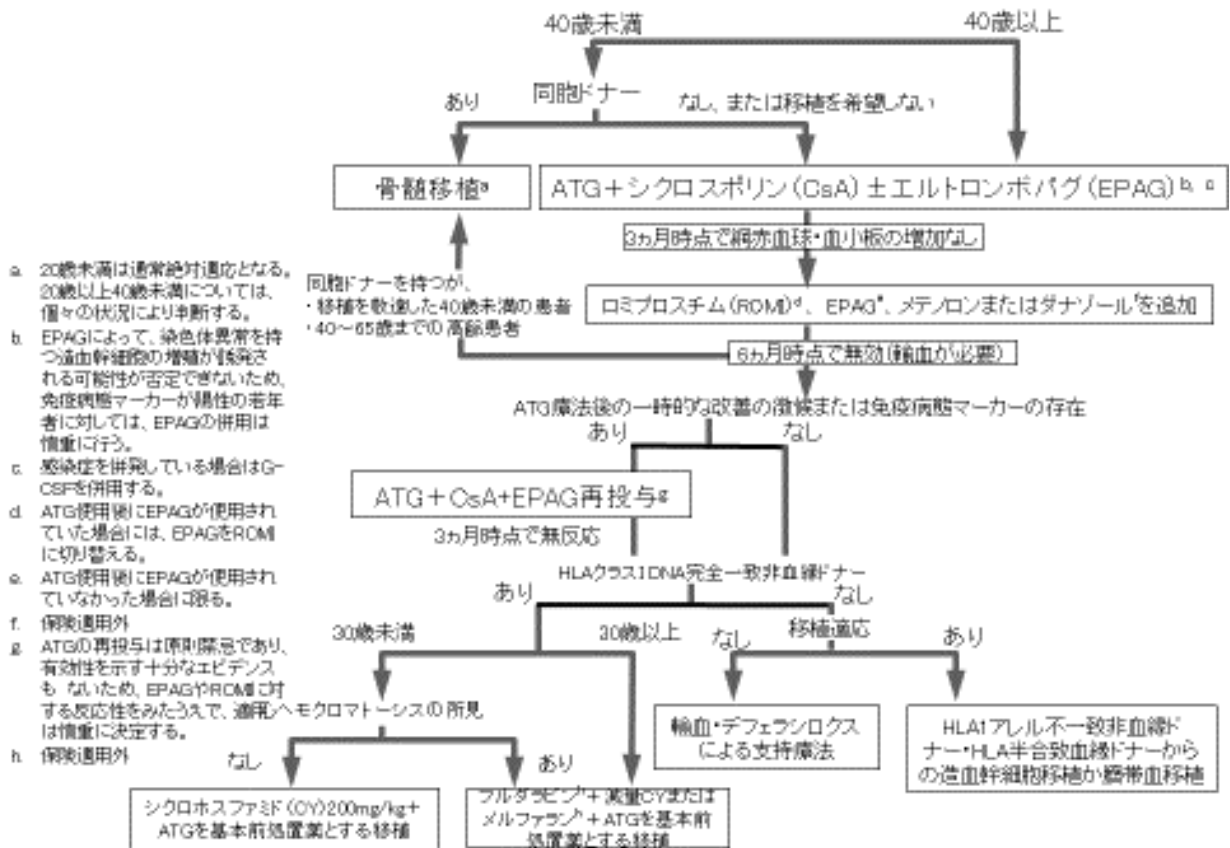 40歳未満
40歳以上
同胞ドナー
あり
なし、または移植を希望しない
骨髄移植a
ATG＋シクロスポリン(CsA)±エルトロンボパグ(EPAG) b, c
3ヵ月時点で網赤血球・血小板の増加なし
同胞ドナーを持つが、
・移植を敬遠した40歳未満の患者
・40～65歳までの高齢患者
ロミプロスチム(ROMI)d、EPAGe、メテノロンまたはダナゾールfを追加
6ヵ月時点で無効(輸血が必要)
ATG療法後の一時的な改善の徴候または免疫病態マーカーの存在
あり
なし
ATG＋CsA+EPAG再投与g
3ヵ月時点で無反応
HLAクラスI DNA完全一致非血縁ドナー
あり
なし
30歳未満
30歳以上
移植適応
なし
あり
ヘモクロマトーシスの所見
なし
あり
輸血・デフェラシロクス
による支持療法
HLA1アレル不一致非血縁ド
ナー・HLA半合致血縁ドナーから
の造血幹細胞移植か臍帯血移植
シクロホスファミド(CY)200mg/kg＋
ATGを基本前処置薬とする移植
フルダラビンh＋減量CYまたは
メルファランh＋ATGを基本前
処置薬とする移植
a. 20歳未満は通常絶対適応となる。
20歳以上40歳未満については、
個々の状況により判断する。
b. EPAGによって、染色体異常を持
つ造血幹細胞の増殖が誘発さ
れる可能性が否定できないため、
免疫病態マーカーが陽性の若年
者に対しては、EPAGの併用は
慎重に行う。
c. 感染症を併発している場合はG-
CSFを併用する。
d. ATG使用後にEPAGが使用され
ていた場合には、EPAGをROMI
に切り替える。
e. ATG使用後にEPAGが使用され
ていなかった場合に限る。
f. 保険適用外
g. ATGの再投与は原則禁忌であり、
有効性を示す十分なエビデンス
も ないため、EPAGやROMIに対
する反応性をみたうえで、適用
は慎重に決定する。
h. 保険適用外